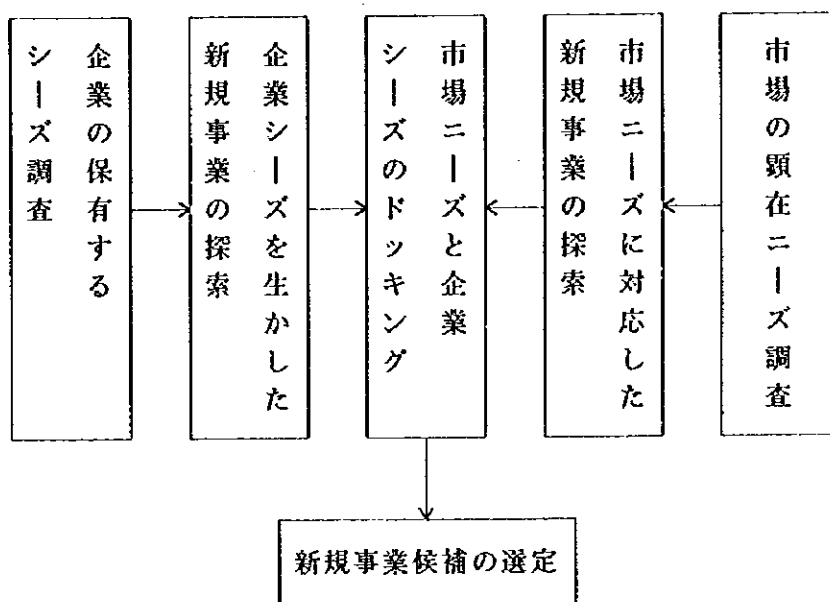 市場の顕在ニーズ調査
市場ニーズに対応した
新規事業の探索
市場ニーズと企業
シーズのドッキング
企業シーズを生かした
新規事業の探索
企業の保有する
シーズ調査
新規事業候補の選定